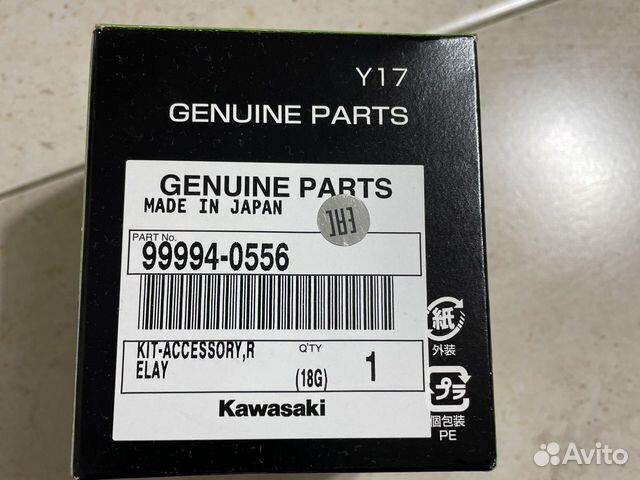 Y17
GENUINE PARTS
GENUINE PARTS
MADE IN JAPAN
EAC
PART No.
99994-0556
KIT-ACCESSORY,R
ELAY
Q'TY
(18G)
1
Kawasaki
紙
外装
プラ
個包装
PE
Avito